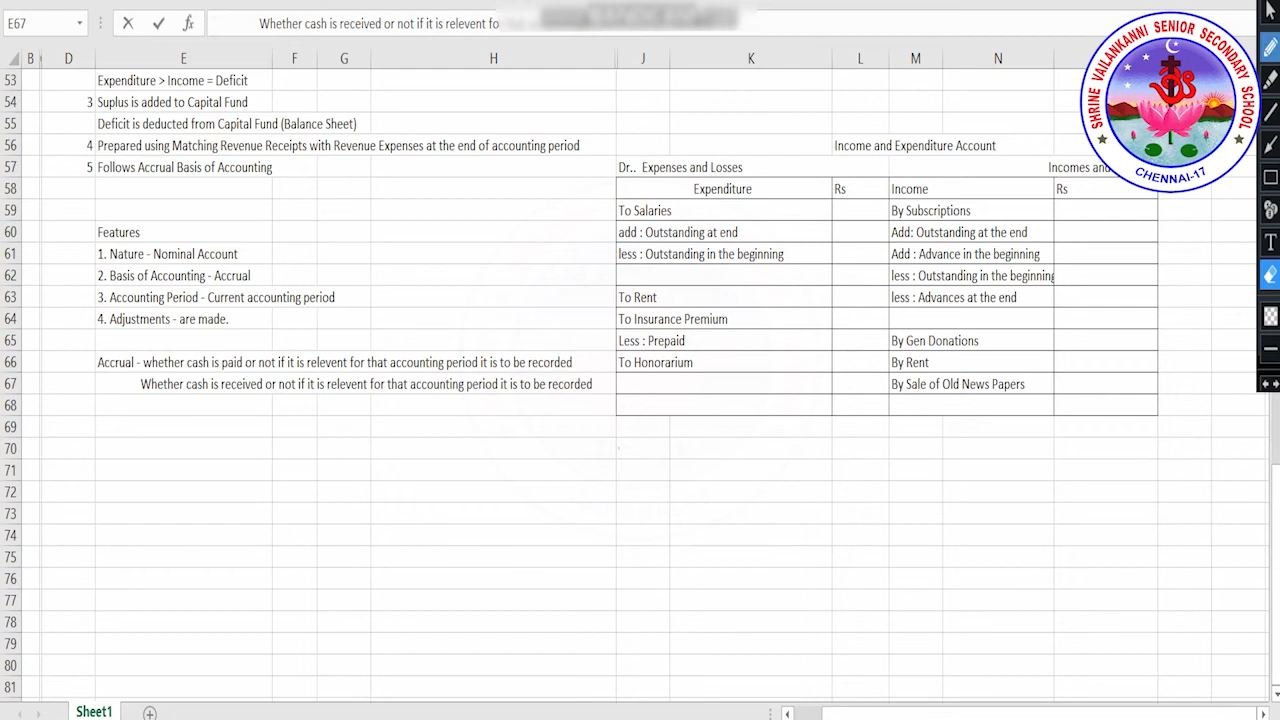 E67
Whether cash is received or not if it is relevent fo
B D E F G H J K L M N
53 Expenditure > Income = Deficit
54 3 Suplus is added to Capital Fund
55 Deficit is deducted from Capital Fund (Balance Sheet)
56 4 Prepared using Matching Revenue Receipts with Revenue Expenses at the end of accounting period Income and Expenditure Account
57 5 Follows Accrual Basis of Accounting Dr.. Expenses and Losses Incomes and
58 Expenditure Rs Income Rs
59 To Salaries By Subscriptions
60 Features add : Outstanding at end Add: Outstanding at the end
61 1. Nature - Nominal Account less : Outstanding in the beginning Add : Advance in the beginning
62 2. Basis of Accounting - Accrual less : Outstanding in the beginning
63 3. Accounting Period - Current accounting period To Rent less : Advances at the end
64 4. Adjustments - are made. To Insurance Premium
65 Less : Prepaid By Gen Donations
66 Accrual - whether cash is paid or not if it is relevent for that accounting period it is to be recorded To Honorarium By Rent
67 Whether cash is received or not if it is relevent for that accounting period it is to be recorded By Sale of Old News Papers
68
69
70
71
72
73
74
75
76
77
78
79
80
81
Sheet1
SHRINE VAILANKANNI SENIOR SECONDARY SCHOOL
CHENNAI-17